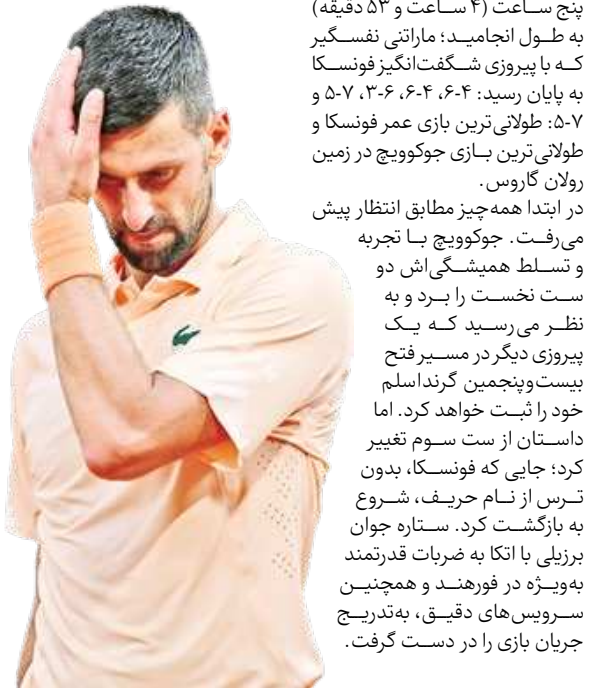 پنج ساعت (۴ ساعت و ۵۳ دقیقه)
به طول انجامید؛ ماراتنی نفسگیر
که با پیروزی شگفت‌انگیز فونسکا
به پایان رسید: ۴-۶، ۴-۶، ۶-۳، ۷-۵ و
۷-۵: طولانی‌ترین بازی عمر فونسکا و
طولانی‌ترین بازی جوکوویچ در زمین
رولان گاروس.
در ابتدا همه‌چیز مطابق انتظار پیش
می‌رفت. جوکوویچ با تجربه
و تسلط همیشگی‌اش دو
ست نخست را برد و به
نظر می‌رسید که یک
پیروزی دیگر در مسیر فتح
بیست‌وپنجمین گرنداسلم
خود را ثبت خواهد کرد. اما
داستان از ست سوم تغییر
کرد؛ جایی که فونسکا، بدون
ترس از نام حریف، شروع
به بازگشت کرد. ستاره جوان
برزیلی با اتکا به ضربات قدرتمند
به‌ویژه در فورهند و همچنین
سرویس‌های دقیق، به‌تدریج
جریان بازی را در دست گرفت.